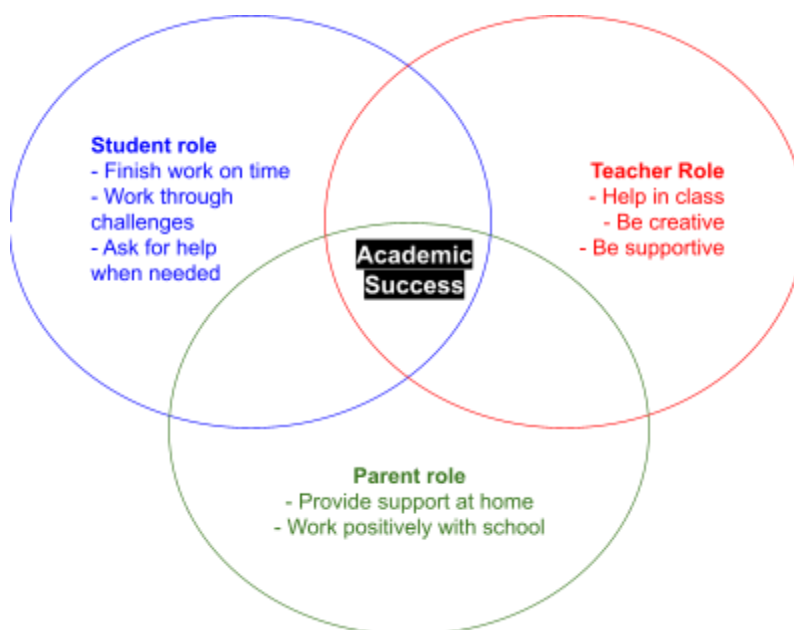 Student role
- Finish work on time
- Work through
challenges
- Ask for help
when needed
Teacher Role
- Help in class
- Be creative
- Be supportive
Academic
Success
Parent role
- Provide support at home
- Work positively with school